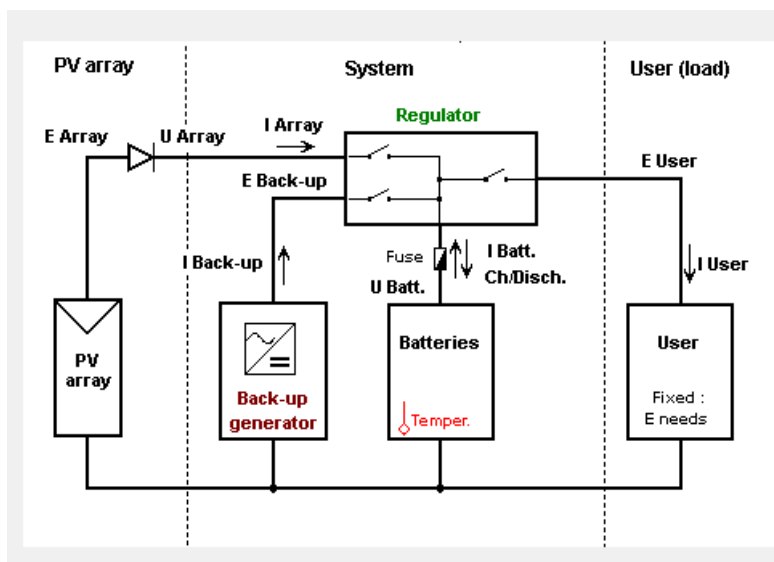 PV array
System
User (load)
Regulator
I Array
E Array
U Array
E Back-up
E User
I Back-up
Fuse
I Batt.
Ch/Disch.
U Batt.
I User
PV
array
Back-up
generator
Batteries
Temper.
User
Fixed :
E needs